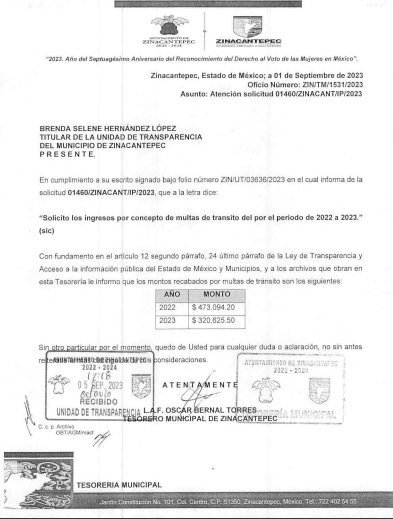 AYUNTAMIENTO DE
ZINACANTEPEC
2022 - 2024
ZINACANTEPEC
"2023. Año del Septuagésimo Aniversario del Reconocimiento del Derecho al Voto de las Mujeres en México".
Zinacantepec, Estado de México; a 01 de Septiembre de 2023
Oficio Número: ZIN/TM/1531/2023
Asunto: Atención solicitud 01460/ZINACANT/IP/2023
BRENDA SELENE HERNÁNDEZ LÓPEZ
TITULAR DE LA UNIDAD DE TRANSPARENCIA
DEL MUNICIPIO DE ZINACANTEPEC
P R E S E N T E.
En cumplimiento a su escrito signado bajo folio número ZIN/UT/03636/2023 en el cual informa de la
solicitud 01460/ZINACANT/IP/2023, que a la letra dice:
"Solicito los ingresos por concepto de multas de transito del por el periodo de 2022 a 2023."
(sic)
Con fundamento en el artículo 12 segundo párrafo, 24 último párrafo de la Ley de Transparencia y
Acceso a la información pública del Estado de México y Municipios, y a los archivos que obran en
esta Tesorería le informo que los montos recabados por multas de tránsito son los siguientes:
AÑO MONTO
2022 $ 473,094.20
2023 $ 320,625.50
Sin otro particular por el momento, quedo de Usted para cualquier duda o aclaración, no sin antes
consideraciones.
AYUNTAMIENTO DE ZINACANTEPEC
2022 - 2024
12:18
05 SEP. 2023
Octavio
RECIBIDO
UNIDAD DE TRANSPARENCIA
AYUNTAMIENTO DE ZINACANTEPEC
2022 - 2024
TESORERÍA MUNICIPAL
A T E N T A M E N T E
L.A.F. OSCAR BERNAL TORRES
TESORERO MUNICIPAL DE ZINACANTEPEC
C. c. p. Archivo
OBT/AGM/mact
TESORERIA MUNICIPAL
Jardín Constitución No. 101, Col. Centro, C.P. 51350, Zinacantepec, México. Tel.: 722 402 54 55